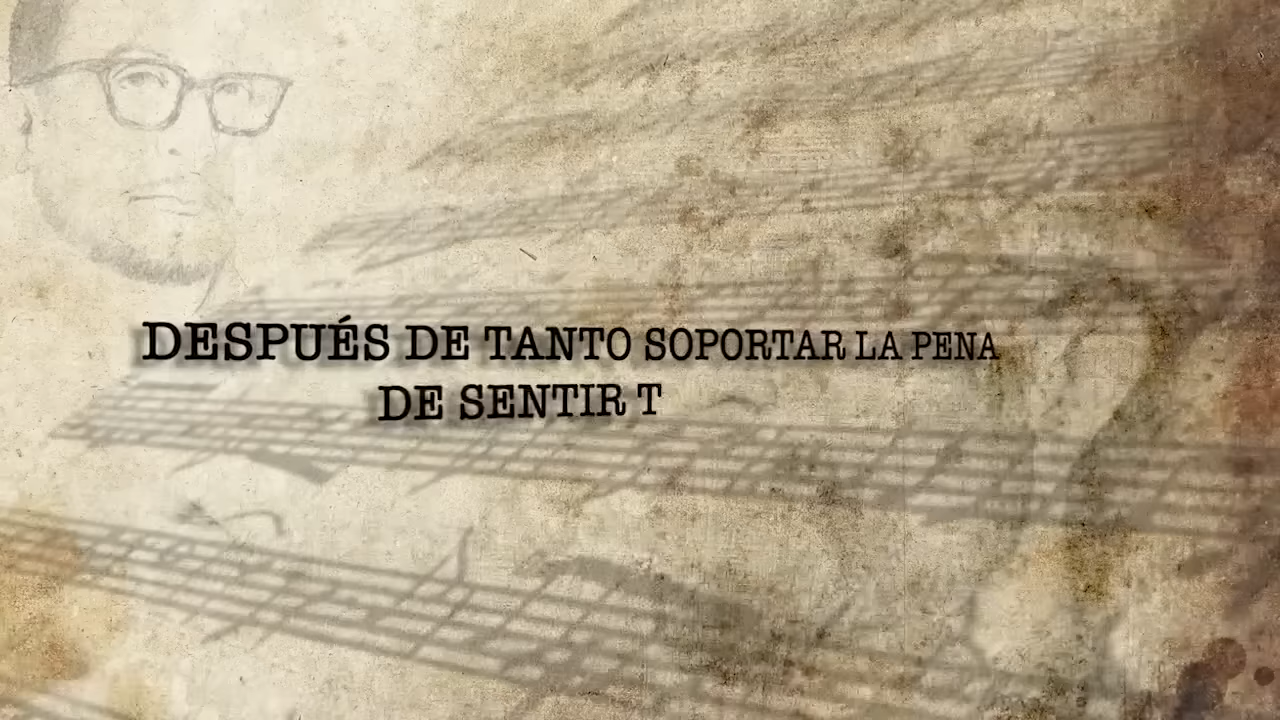 DESPUÉS DE TANTO SOPORTAR LA PENA
DE SENTIR T